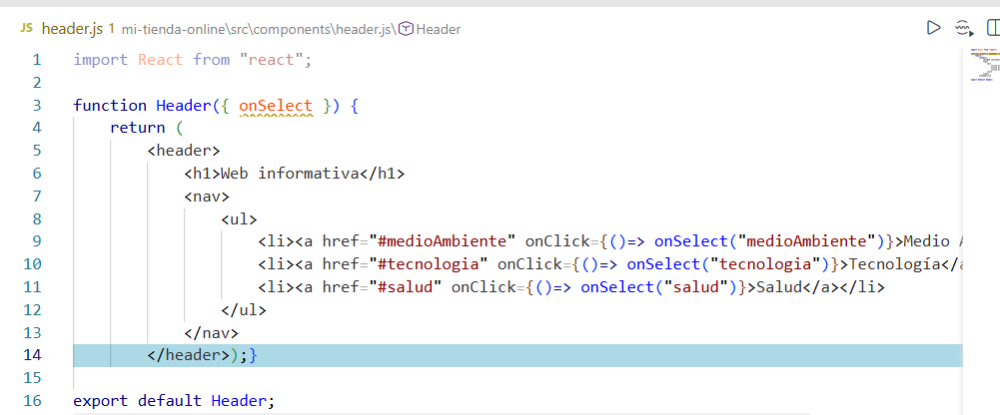 JS header.js 1 mi-tienda-online\src\components\header.js\Header
1 import React from "react";
2
3 function Header({ onSelect }) {
4 return (
5 <header>
6 <h1>Web informativa</h1>
7 <nav>
8 <ul>
9 <li><a href="#medioAmbiente" onClick={()=> onSelect("medioAmbiente")}>Medio A
10 <li><a href="#tecnologia" onClick={()=> onSelect("tecnologia")}>Tecnología</a
11 <li><a href="#salud" onClick={()=> onSelect("salud")}>Salud</a></li>
12 </ul>
13 </nav>
14 </header>);}
15
16 export default Header;